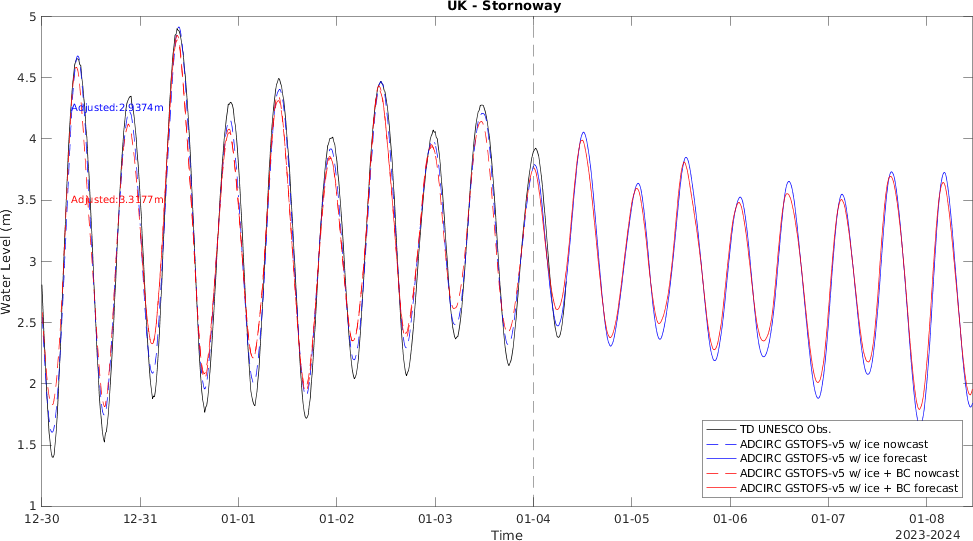 UK - Stornoway
5
4.5
4
3.5
3
2.5
2
1.5
1
Water Level (m)
Adjusted:2.9374m
Adjusted:3.3177m
TD UNESCO Obs.
ADCIRC GSTOFS-v5 w/ ice nowcast
ADCIRC GSTOFS-v5 w/ ice forecast
ADCIRC GSTOFS-v5 w/ ice + BC nowcast
ADCIRC GSTOFS-v5 w/ ice + BC forecast
12-30 12-31 01-01 01-02 01-03 01-04 01-05 01-06 01-07 01-08
Time
2023-2024